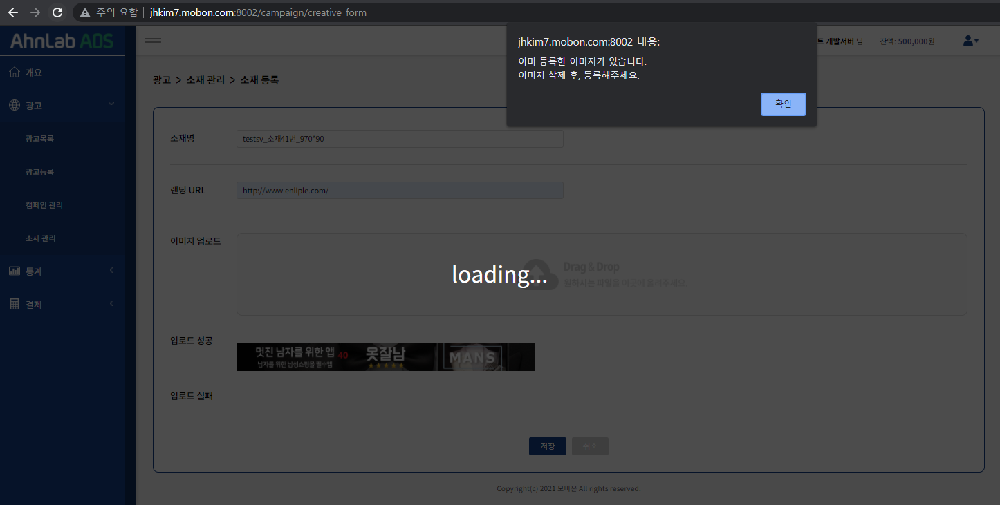 주의 요함 | jhkim7.mobon.com:8002/campaign/creative_form
AhnLab ADS
jhkim7.mobon.com:8002 내용:
이미 등록한 이미지가 있습니다.
이미지 삭제 후, 등록해주세요.
확인
트 개발서버 님
잔액: 500,000원
개요
광고
광고목록
광고등록
캠페인 관리
소재 관리
통계
결제
광고 > 소재 관리 > 소재 등록
소재명
testsv_소재41번_970*90
랜딩 URL
http://www.enliple.com/
이미지 업로드
loading...
Drag & Drop
원하시는 파일을 이곳에 올려주세요.
업로드 성공
멋진 남자를 위한 앱 40
남자를 위한 남성쇼핑몰 필수앱
옷잘남
★★★★★
MANS
업로드 실패
저장
취소
Copyright(c) 2021 모비온 All rights reserved.